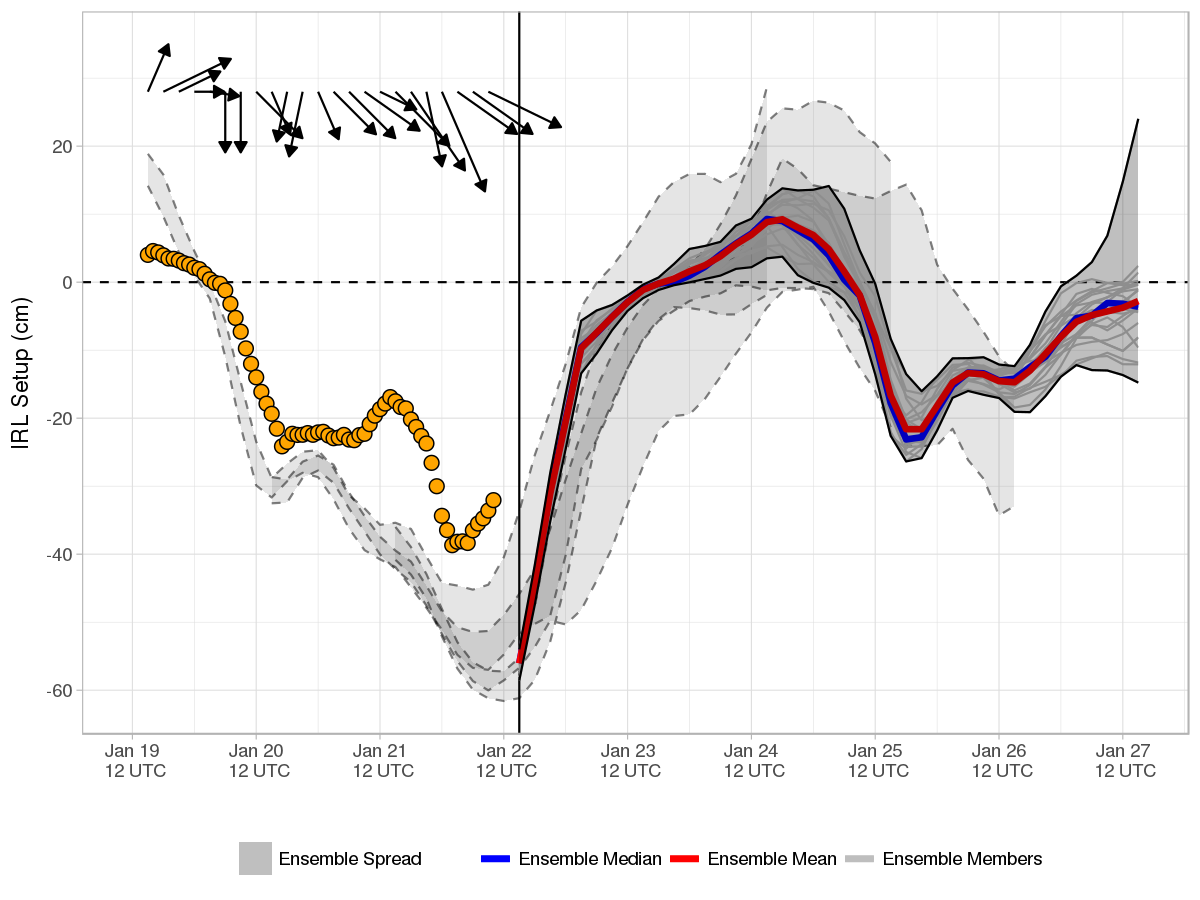 IRL Setup (cm)
20
0
-20
-40
-60
Jan 19 Jan 20 Jan 21 Jan 22 Jan 23 Jan 24 Jan 25 Jan 26 Jan 27
12 UTC 12 UTC 12 UTC 12 UTC 12 UTC 12 UTC 12 UTC 12 UTC 12 UTC
Ensemble Spread Ensemble Median Ensemble Mean Ensemble Members